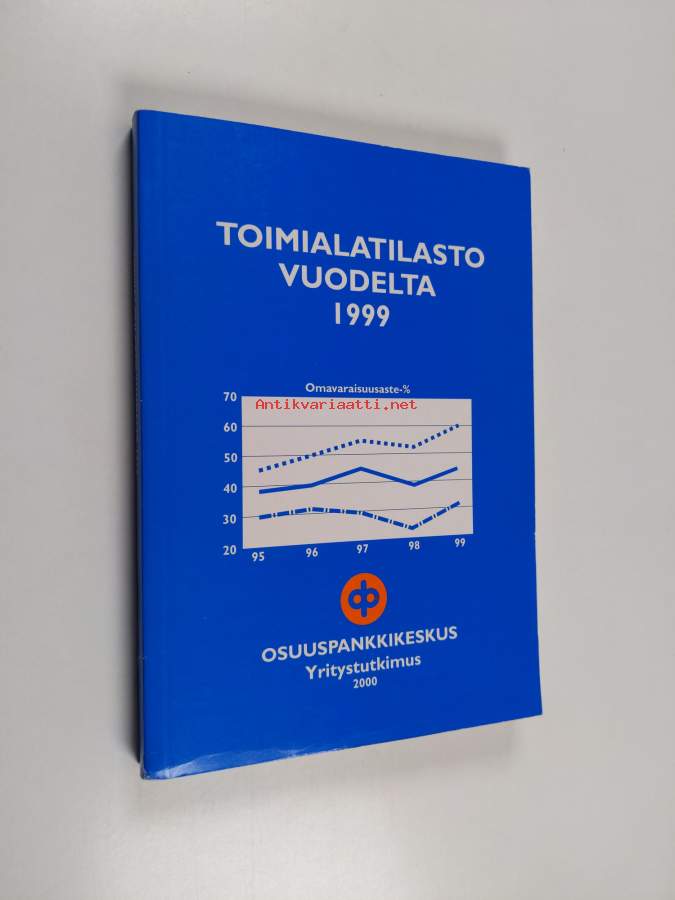 TOIMIALATILASTO
VUODELTA
1999
Omavaraisuusaste-%
Antikvariaatti.net
70
60
50
40
30
20
95 96 97 98 99
OSUUSPANKKIKESKUS
Yritystutkimus
2000